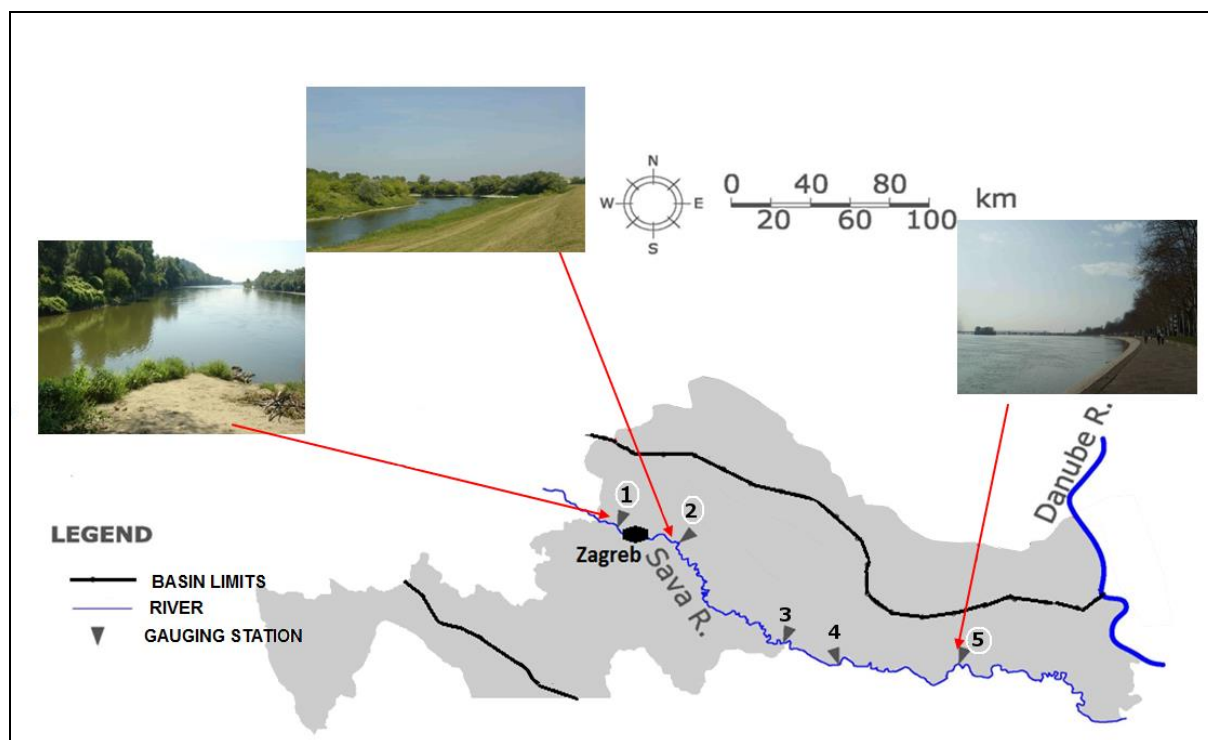 N
W E
S
0 40 80 km
20 60 100
Danube R.
1
2
LEGEND
Zagreb
Sava R.
BASIN LIMITS
RIVER
GAUGING STATION
3
4
5